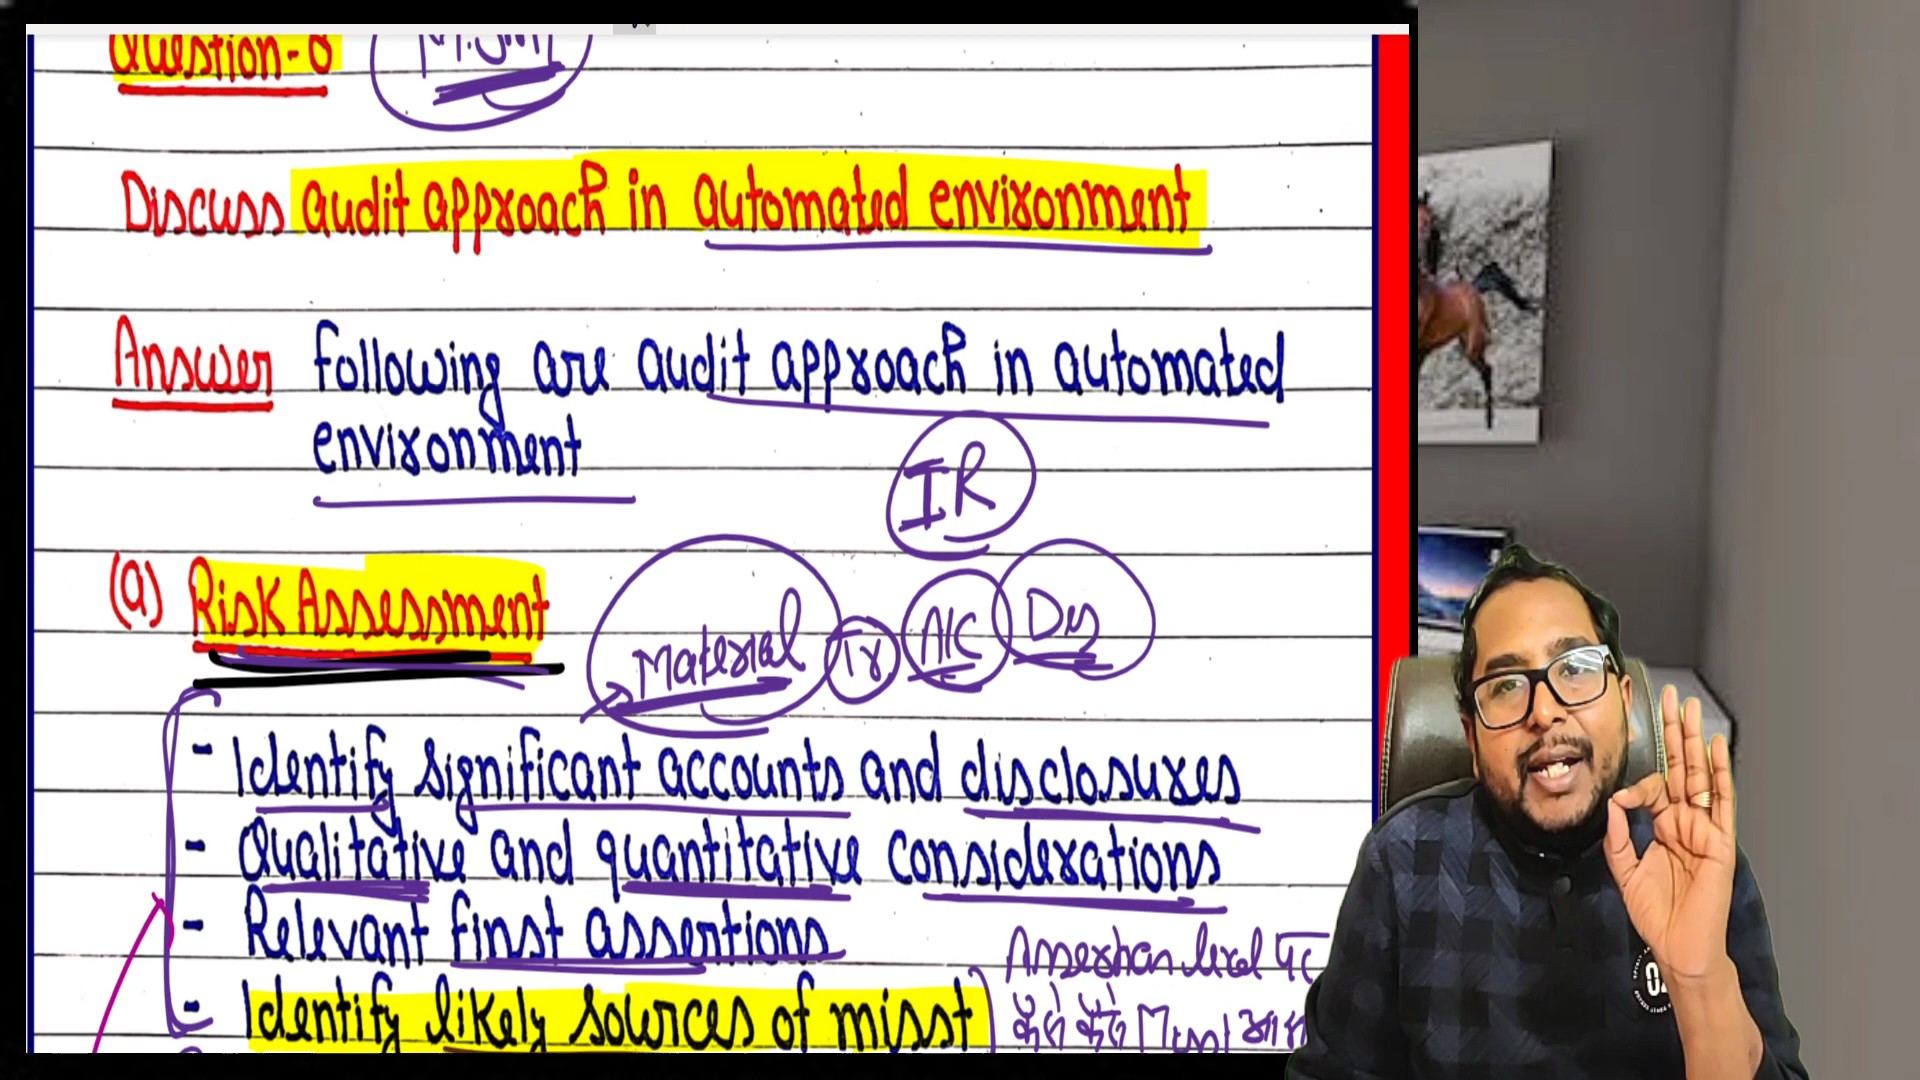 Question-8
Discuss audit approach in automated environment
Answer following are audit approach in automated
environment
IR
(a) Risk Assessment
Material Tr A/C Dis
- Identify significant accounts and disclosures
- Qualitative and quantitative considerations
- Relevant finst assertions
Assertion level पर
- Identify likely sources of misst